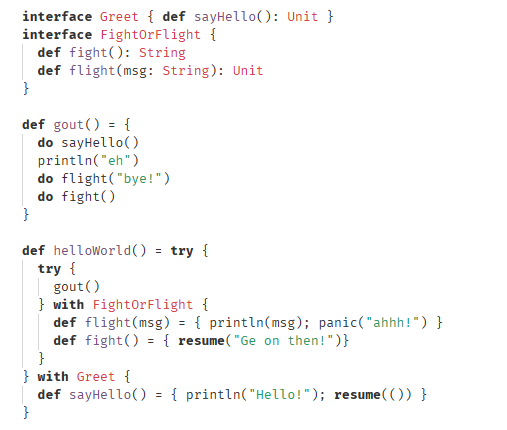 interface Greet { def sayHello(): Unit }
interface FightOrFlight {
  def fight(): String
  def flight(msg: String): Unit
}

def gout() = {
  do sayHello()
  println("eh")
  do flight("bye!")
  do fight()
}

def helloWorld() = try {
  try {
    gout()
  } with FightOrFlight {
    def flight(msg) = { println(msg); panic("ahhh!") }
    def fight() = { resume("Ge on then!")}
  }
} with Greet {
  def sayHello() = { println("Hello!"); resume(()) }
}